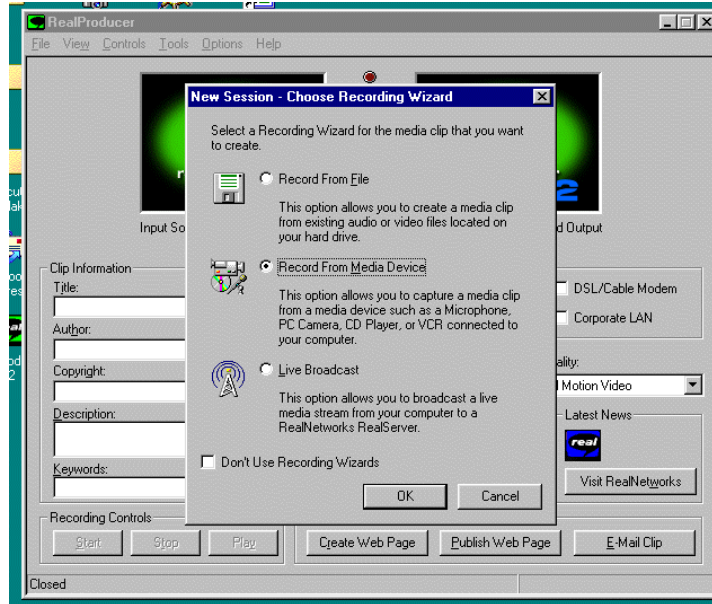 RealProducer
File View Controls Tools Options Help
New Session - Choose Recording Wizard
Select a Recording Wizard for the media clip that you want
to create.
Record From File
This option allows you to create a media clip
from existing audio or video files located on
your hard drive.
Record From Media Device
This option allows you to capture a media clip
from a media device such as a Microphone,
PC Camera, CD Player, or VCR connected to
your computer.
Live Broadcast
This option allows you to broadcast a live
media stream from your computer to a
RealNetworks RealServer.
Don't Use Recording Wizards
OK Cancel
Input So
d Output
Clip Information
Title:
Author:
Copyright:
Description:
Keywords:
DSL/Cable Modem
Corporate LAN
ality:
l Motion Video
Latest News
real
Visit RealNetworks
Recording Controls
Start Stop Play
Create Web Page Publish Web Page E-Mail Clip
Closed